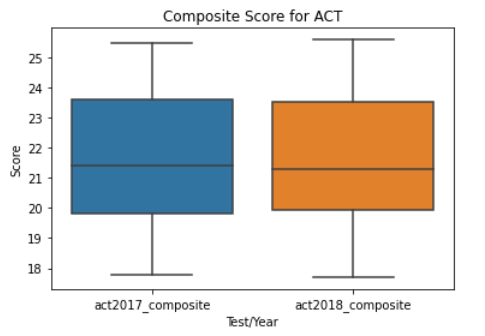 Composite Score for ACT
Score
25
24
23
22
21
20
19
18
act2017_composite
act2018_composite
Test/Year